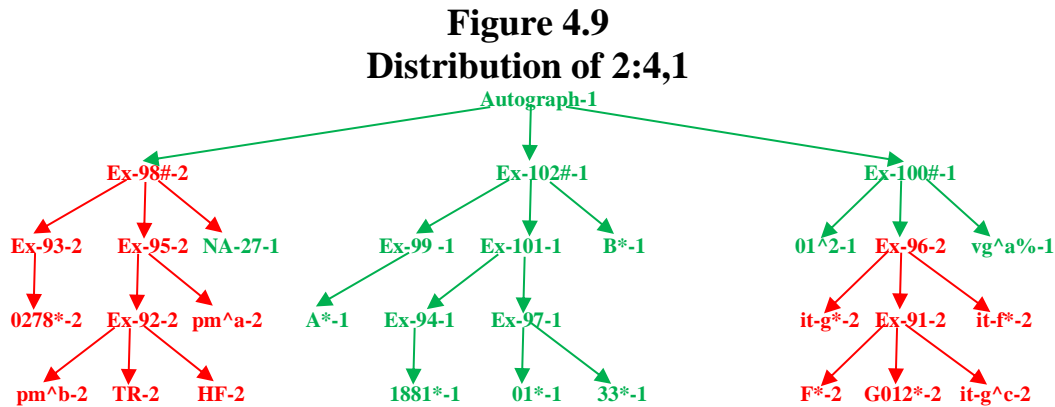 Figure 4.9
Distribution of 2:4,1
Autograph-1
Ex-98#-2 Ex-102#-1 Ex-100#-1
Ex-93-2 Ex-95-2 NA-27-1 Ex-99 -1 Ex-101-1 B*-1 01^2-1 Ex-96-2 vg^a%-1
0278*-2 Ex-92-2 pm^a-2 A*-1 Ex-94-1 Ex-97-1 it-g*-2 Ex-91-2 it-f*-2
pm^b-2 TR-2 HF-2 1881*-1 01*-1 33*-1 F*-2 G012*-2 it-g^c-2